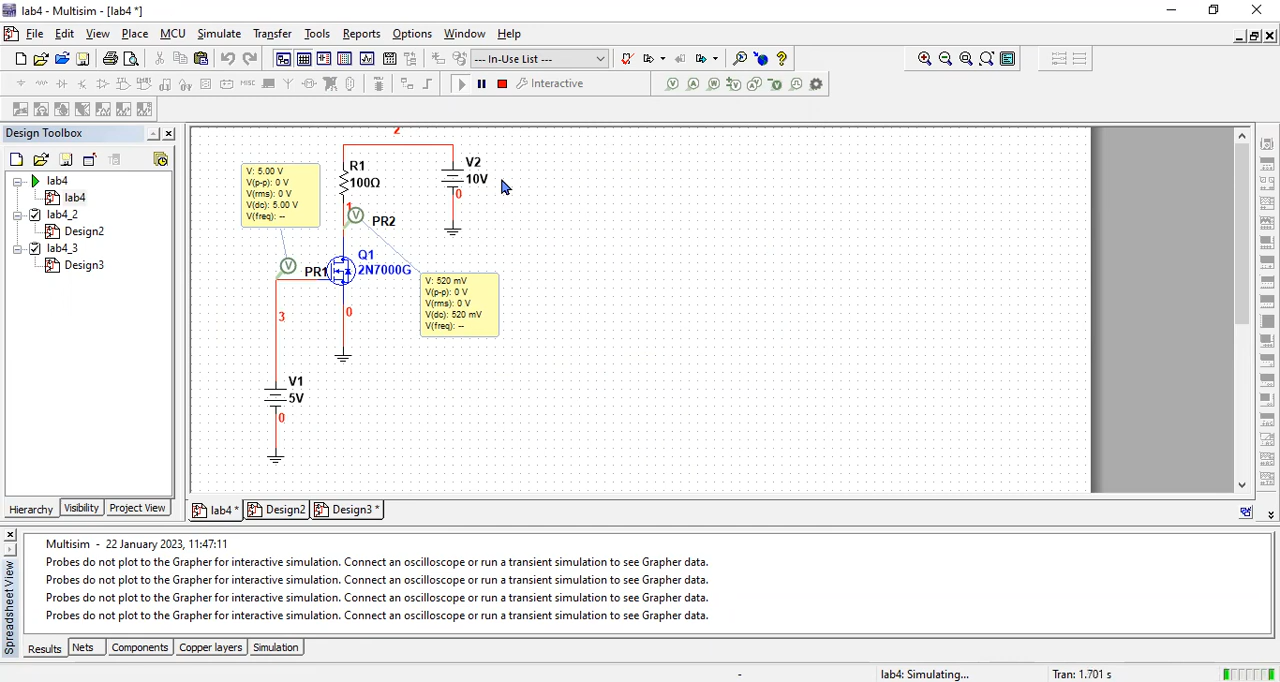 lab4 - Multisim - [lab4 *]
File Edit View Place MCU Simulate Transfer Tools Reports Options Window Help
--- In-Use List ---
Interactive
Design Toolbox
lab4
lab4
lab4_2
Design2
lab4_3
Design3
Hierarchy Visibility Project View
2
R1
100Ω
V2
10V
0
V: 5.00 V
V(p-p): 0 V
V(rms): 0 V
V(dc): 5.00 V
V(freq): --
1
PR2
Q1
2N7000G
PR1
V: 520 mV
V(p-p): 0 V
V(rms): 0 V
V(dc): 520 mV
V(freq): --
3
0
V1
5V
0
lab4 * Design2 Design3 *
Multisim - 22 January 2023, 11:47:11
Probes do not plot to the Grapher for interactive simulation. Connect an oscilloscope or run a transient simulation to see Grapher data.
Probes do not plot to the Grapher for interactive simulation. Connect an oscilloscope or run a transient simulation to see Grapher data.
Probes do not plot to the Grapher for interactive simulation. Connect an oscilloscope or run a transient simulation to see Grapher data.
Probes do not plot to the Grapher for interactive simulation. Connect an oscilloscope or run a transient simulation to see Grapher data.
Spreadsheet View
Results Nets Components Copper layers Simulation
- lab4: Simulating... Tran: 1.701 s